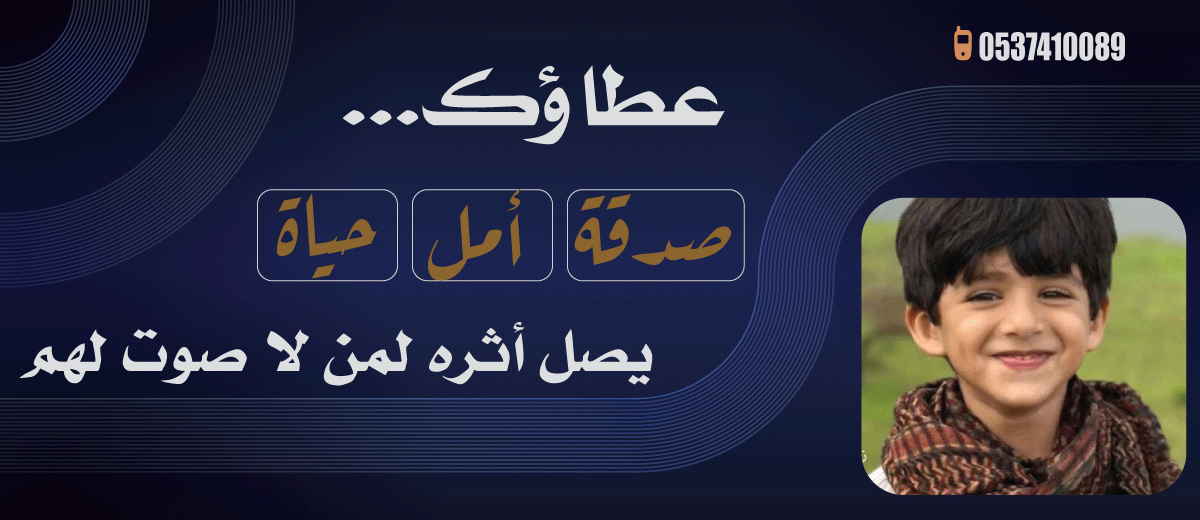 0537410089
عطاؤك...
صدقة أمل حياة
يصل أثره لمن لا صوت لهم